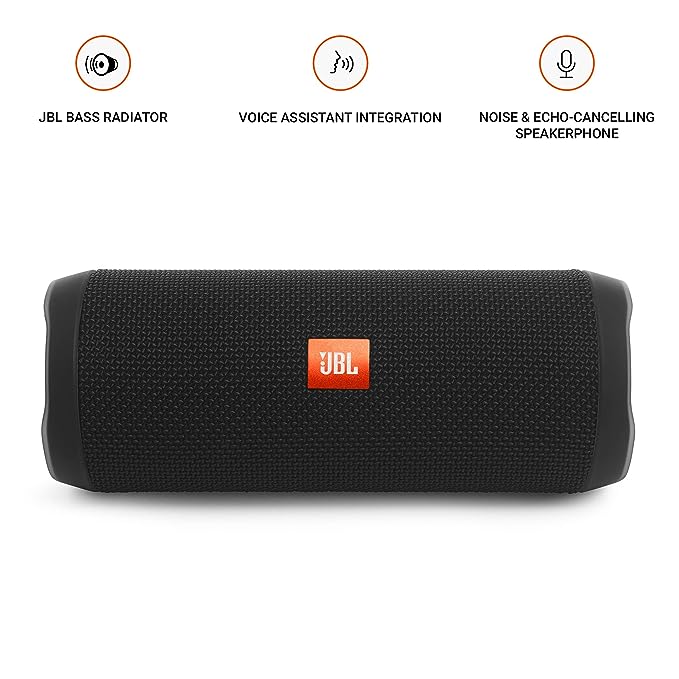 JBL BASS RADIATOR
VOICE ASSISTANT INTEGRATION
NOISE & ECHO-CANCELLING
SPEAKERPHONE
JBL